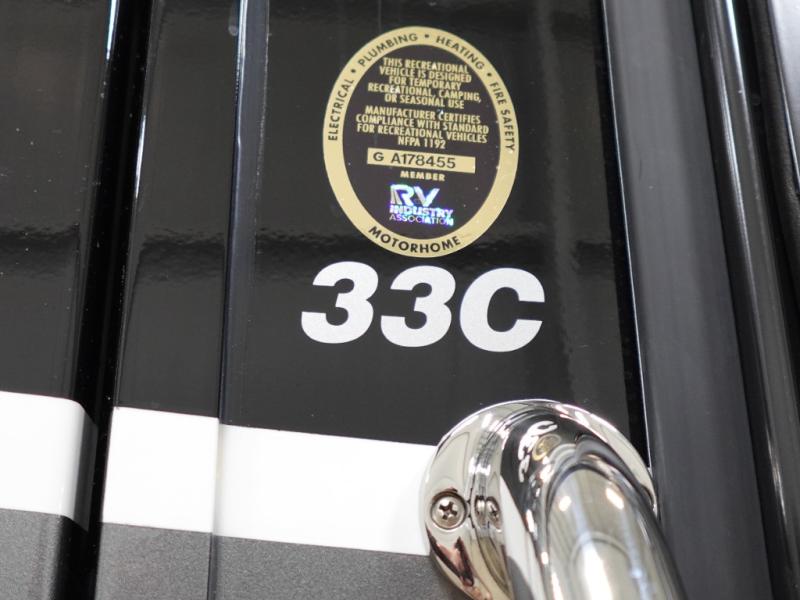 ELECTRICAL • PLUMBING • HEATING • FIRE SAFETY
THIS RECREATIONAL
VEHICLE IS DESIGNED
FOR TEMPORARY
RECREATIONAL, CAMPING,
OR SEASONAL USE
MANUFACTURER CERTIFIES
COMPLIANCE WITH STANDARD
FOR RECREATIONAL VEHICLES
NFPA 1192
G A178455
MEMBER
RV
INDUSTRY
ASSOCIATION
MOTORHOME
33C